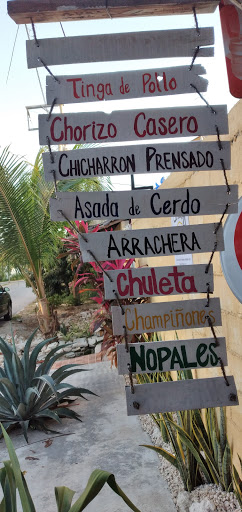 Tinga de Pollo
Chorizo Casero
CHICHARRON PRENSADO
Asada de Cerdo
ARRACHERA
Chuleta
Champiñones
NOPALES